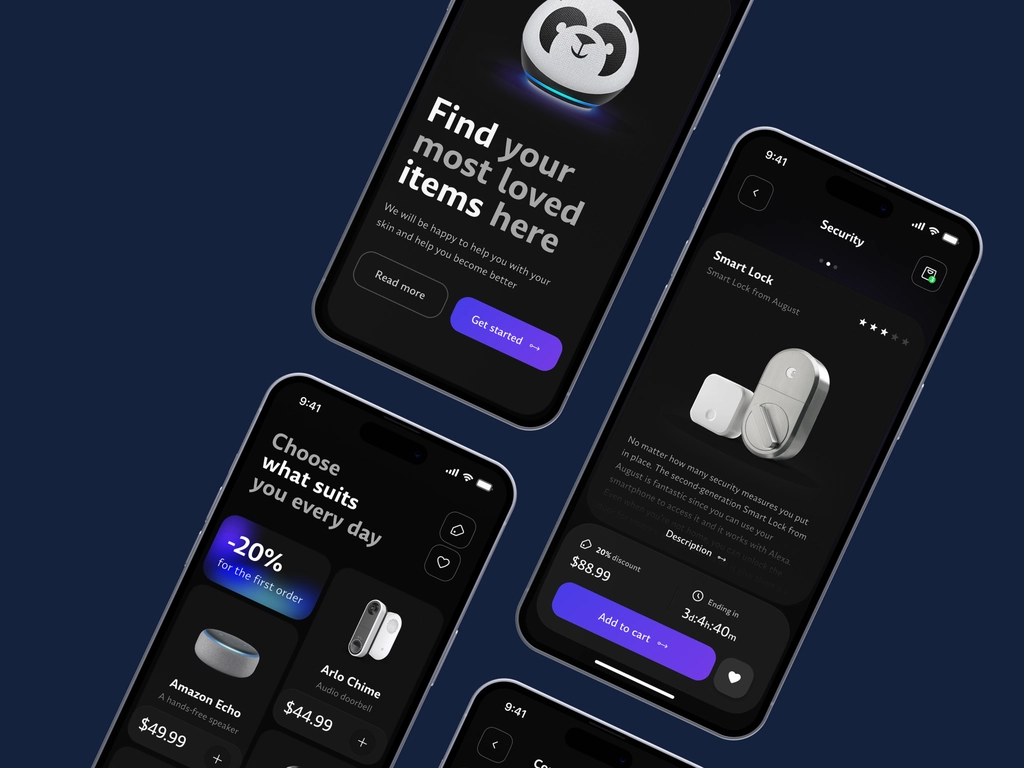 Find your
most loved
items here
We will be happy to help you with your
skin and help you become better
Read more
Get started
9:41
Security
Smart Lock
Smart Lock from August
No matter how many security measures you put
in place. The second-generation Smart Lock from
August is fantastic since you can use your
smartphone to access it and it works with Alexa.
Description
20% discount
$88.99
Ending in
3d:4h:40m
Add to cart
9:41
Choose
what suits
you every day
-20%
for the first order
Amazon Echo
A hands-free speaker
$49.99
+
Arlo Chime
Audio doorbell
$44.99
+
9:41